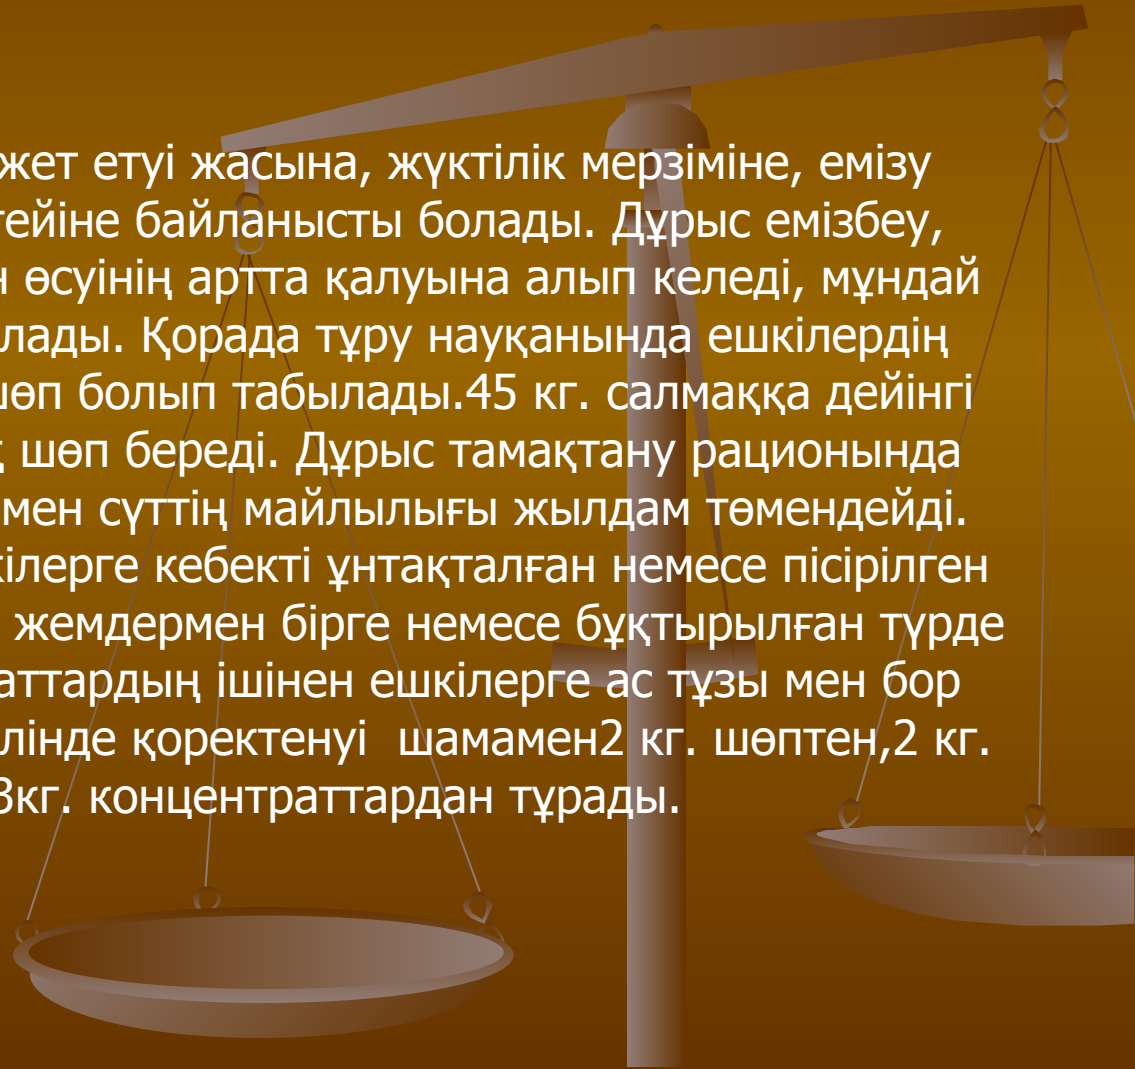 жет етуі жасына, жүктілік мерзіміне, емізу
гейіне байланысты болады. Дұрыс емізбеу,
н өсуінің артта қалуына алып келеді, мұндай
лады. Қорада тұру науқанында ешкілердің
шөп болып табылады.45 кг. салмаққа дейінгі
қ шөп береді. Дұрыс тамақтану рационында
мен сүттің майлылығы жылдам төмендейді.
кілерге кебекті ұнтақталған немесе пісірілген
жемдермен бірге немесе бұқтырылған түрде
аттардың ішінен ешкілерге ас тұзы мен бор
лінде қоректенуі  шамамен2 кг. шөптен,2 кг.
3кг. концентраттардан тұрады.